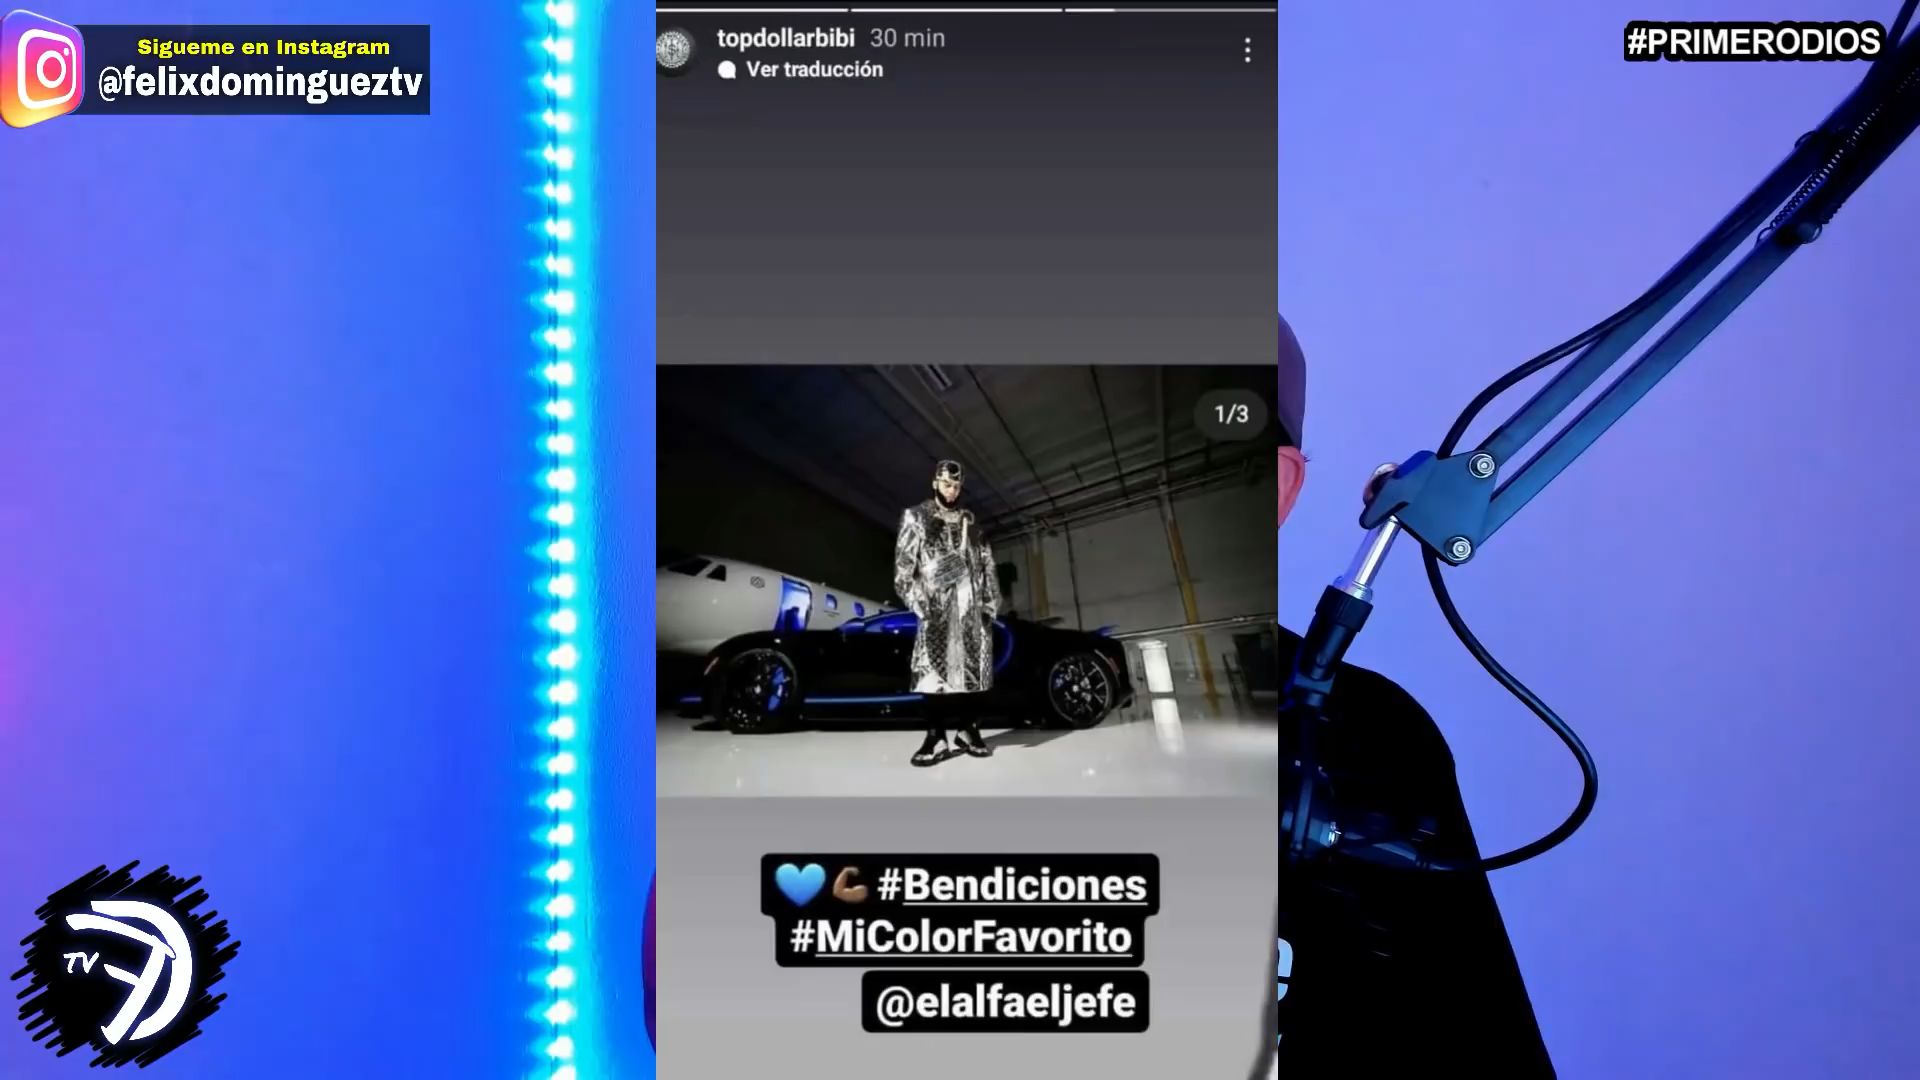 Sigueme en Instagram
@felixdomingueztv
topdollarbibi 30 min
Ver traducción
#PRIMERODIOS
1/3
💙💪🏾 #Bendiciones
#MiColorFavorito
@elalfaeljefe
TV